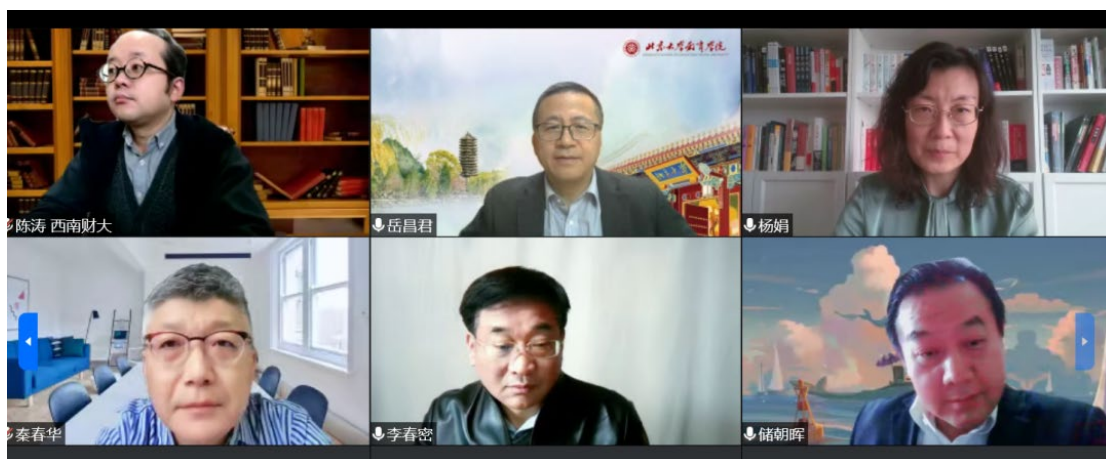 北京大学教育学院
陈涛 西南财大
岳昌君
杨娟
秦春华
李春密
储朝晖